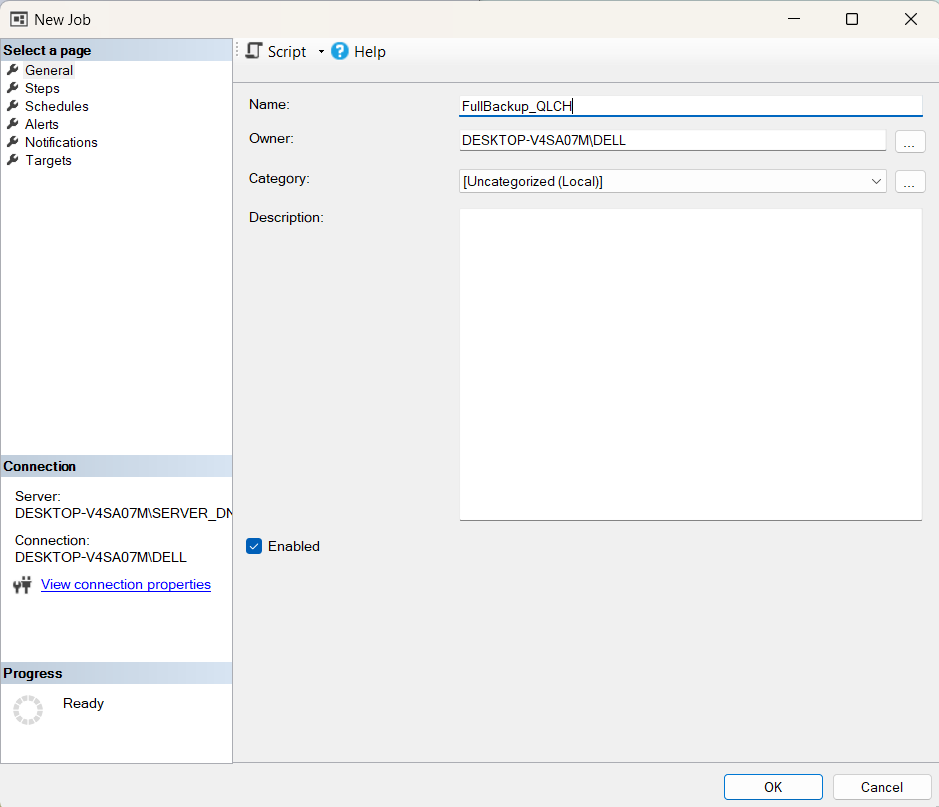 New Job
Select a page
General
Steps
Schedules
Alerts
Notifications
Targets
Script
Help
Name:
FullBackup_QLCH
Owner:
DESKTOP-V4SA07M\DELL
...
Category:
[Uncategorized (Local)]
...
Description:
Enabled
Connection
Server:
DESKTOP-V4SA07M\SERVER_DN
Connection:
DESKTOP-V4SA07M\DELL
View connection properties
Progress
Ready
OK
Cancel